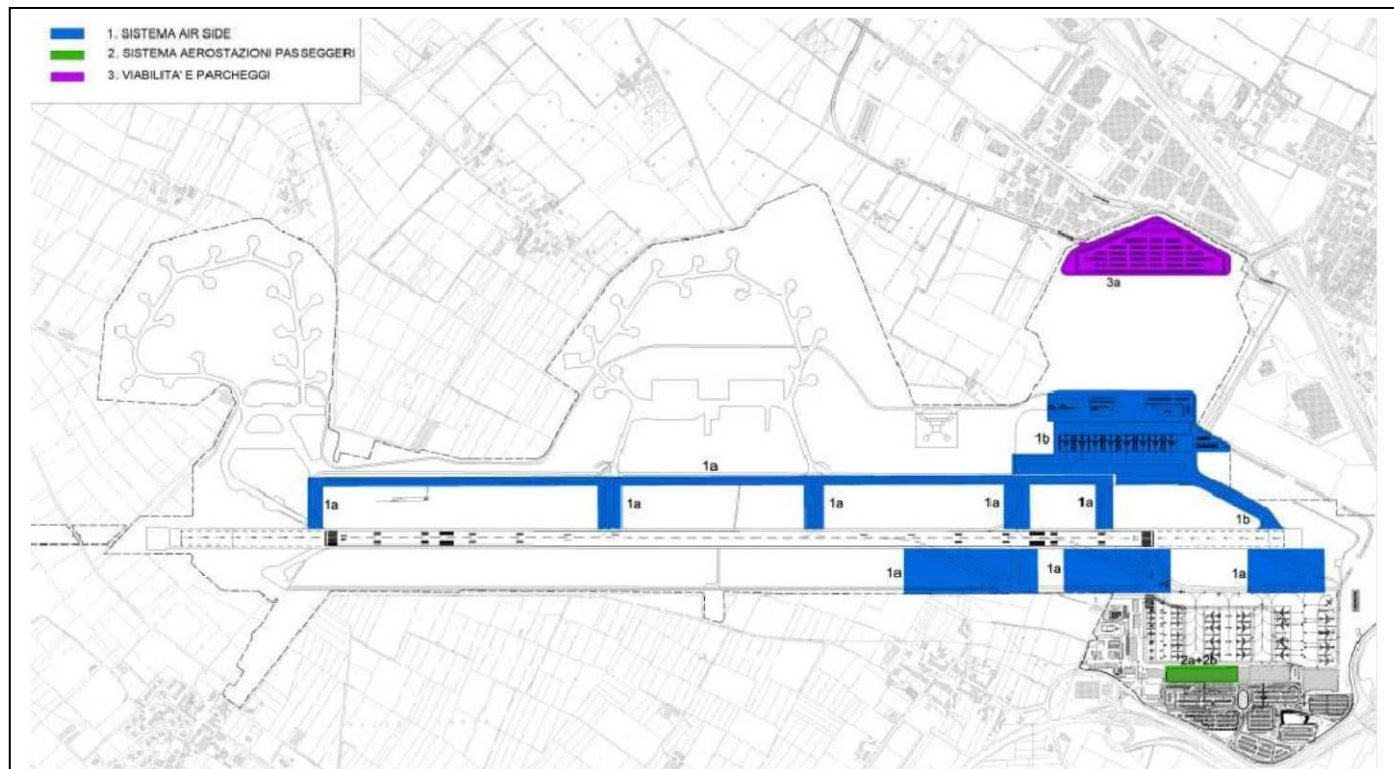 1. SISTEMA AIR SIDE
2. SISTEMA AEROSTAZIONI PASSEGGERI
3. VIABILITA' E PARCHEGGI
3a
1b
1a
1a
1a
1a
1a
1a
1b
1a
1a
1a
2a+2b